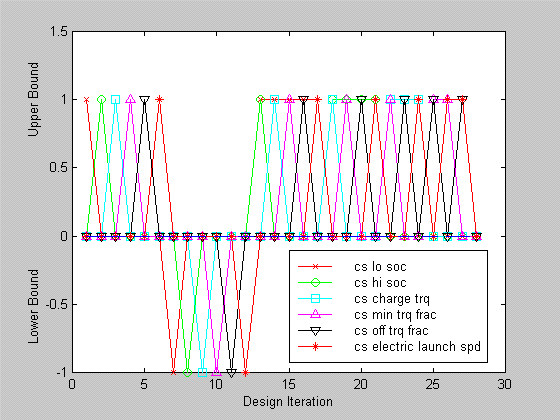 1.5
1
0.5
0
-0.5
-1
Upper Bound
Lower Bound
0
5
10
15
20
25
30
Design Iteration
cs lo soc
cs hi soc
cs charge trq
cs min trq frac
cs off trq frac
cs electric launch spd